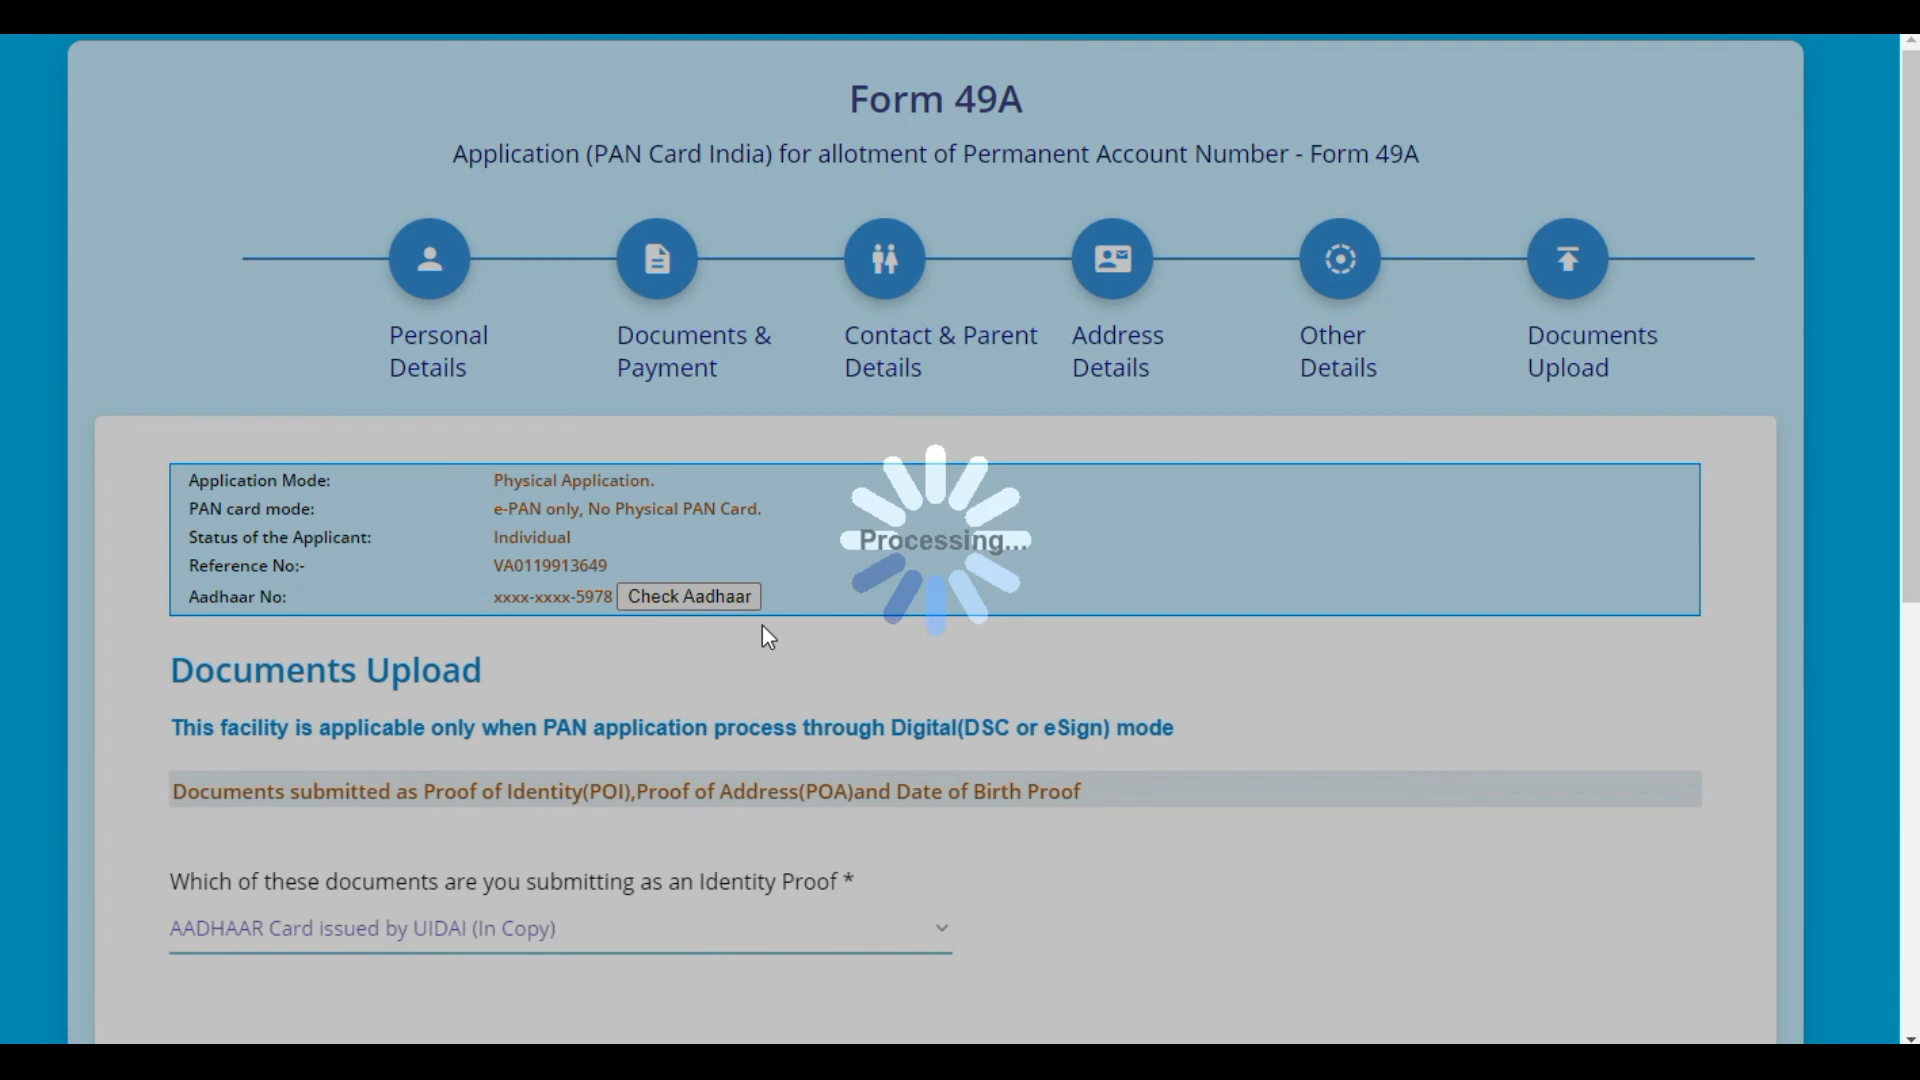 Form 49A
Application (PAN Card India) for allotment of Permanent Account Number - Form 49A
Personal Details
Documents & Payment
Contact & Parent Details
Address Details
Other Details
Documents Upload
Application Mode: Physical Application.
PAN card mode: e-PAN only, No Physical PAN Card.
Status of the Applicant: Individual
Processing...
Reference No:- VA0119913649
Aadhaar No: xxxx-xxxx-5978 Check Aadhaar
Documents Upload
This facility is applicable only when PAN application process through Digital(DSC or eSign) mode
Documents submitted as Proof of Identity(POI),Proof of Address(POA)and Date of Birth Proof
Which of these documents are you submitting as an Identity Proof *
AADHAAR Card issued by UIDAI (In Copy)